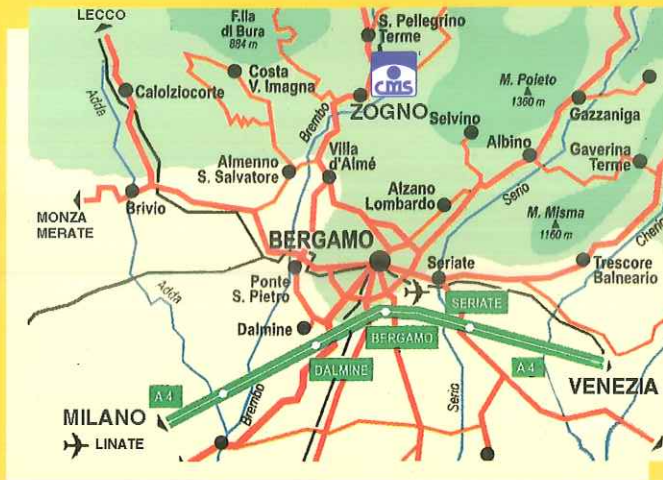 LECCO
F.lla
di Bura
884 m
S. Pellegrino
Terme
cms
ZOGNO
Costa
V. Imagna
Calolziocorte
Adda
Brembo
Selvino
M. Poieto
1360 m
Gazzaniga
Albino
Gaverina
Terme
Almenno
S. Salvatore
Villa
d'Almé
Alzano
Lombardo
Serio
M. Misma
1160 m
Cherio
Brivio
MONZA
MERATE
BERGAMO
Ponte
S. Pietro
Seriate
Trescore
Balneario
Adda
Dalmine
SERIATE
BERGAMO
DALMINE
A4
A4
VENEZIA
MILANO
LINATE
Brembo
Serio